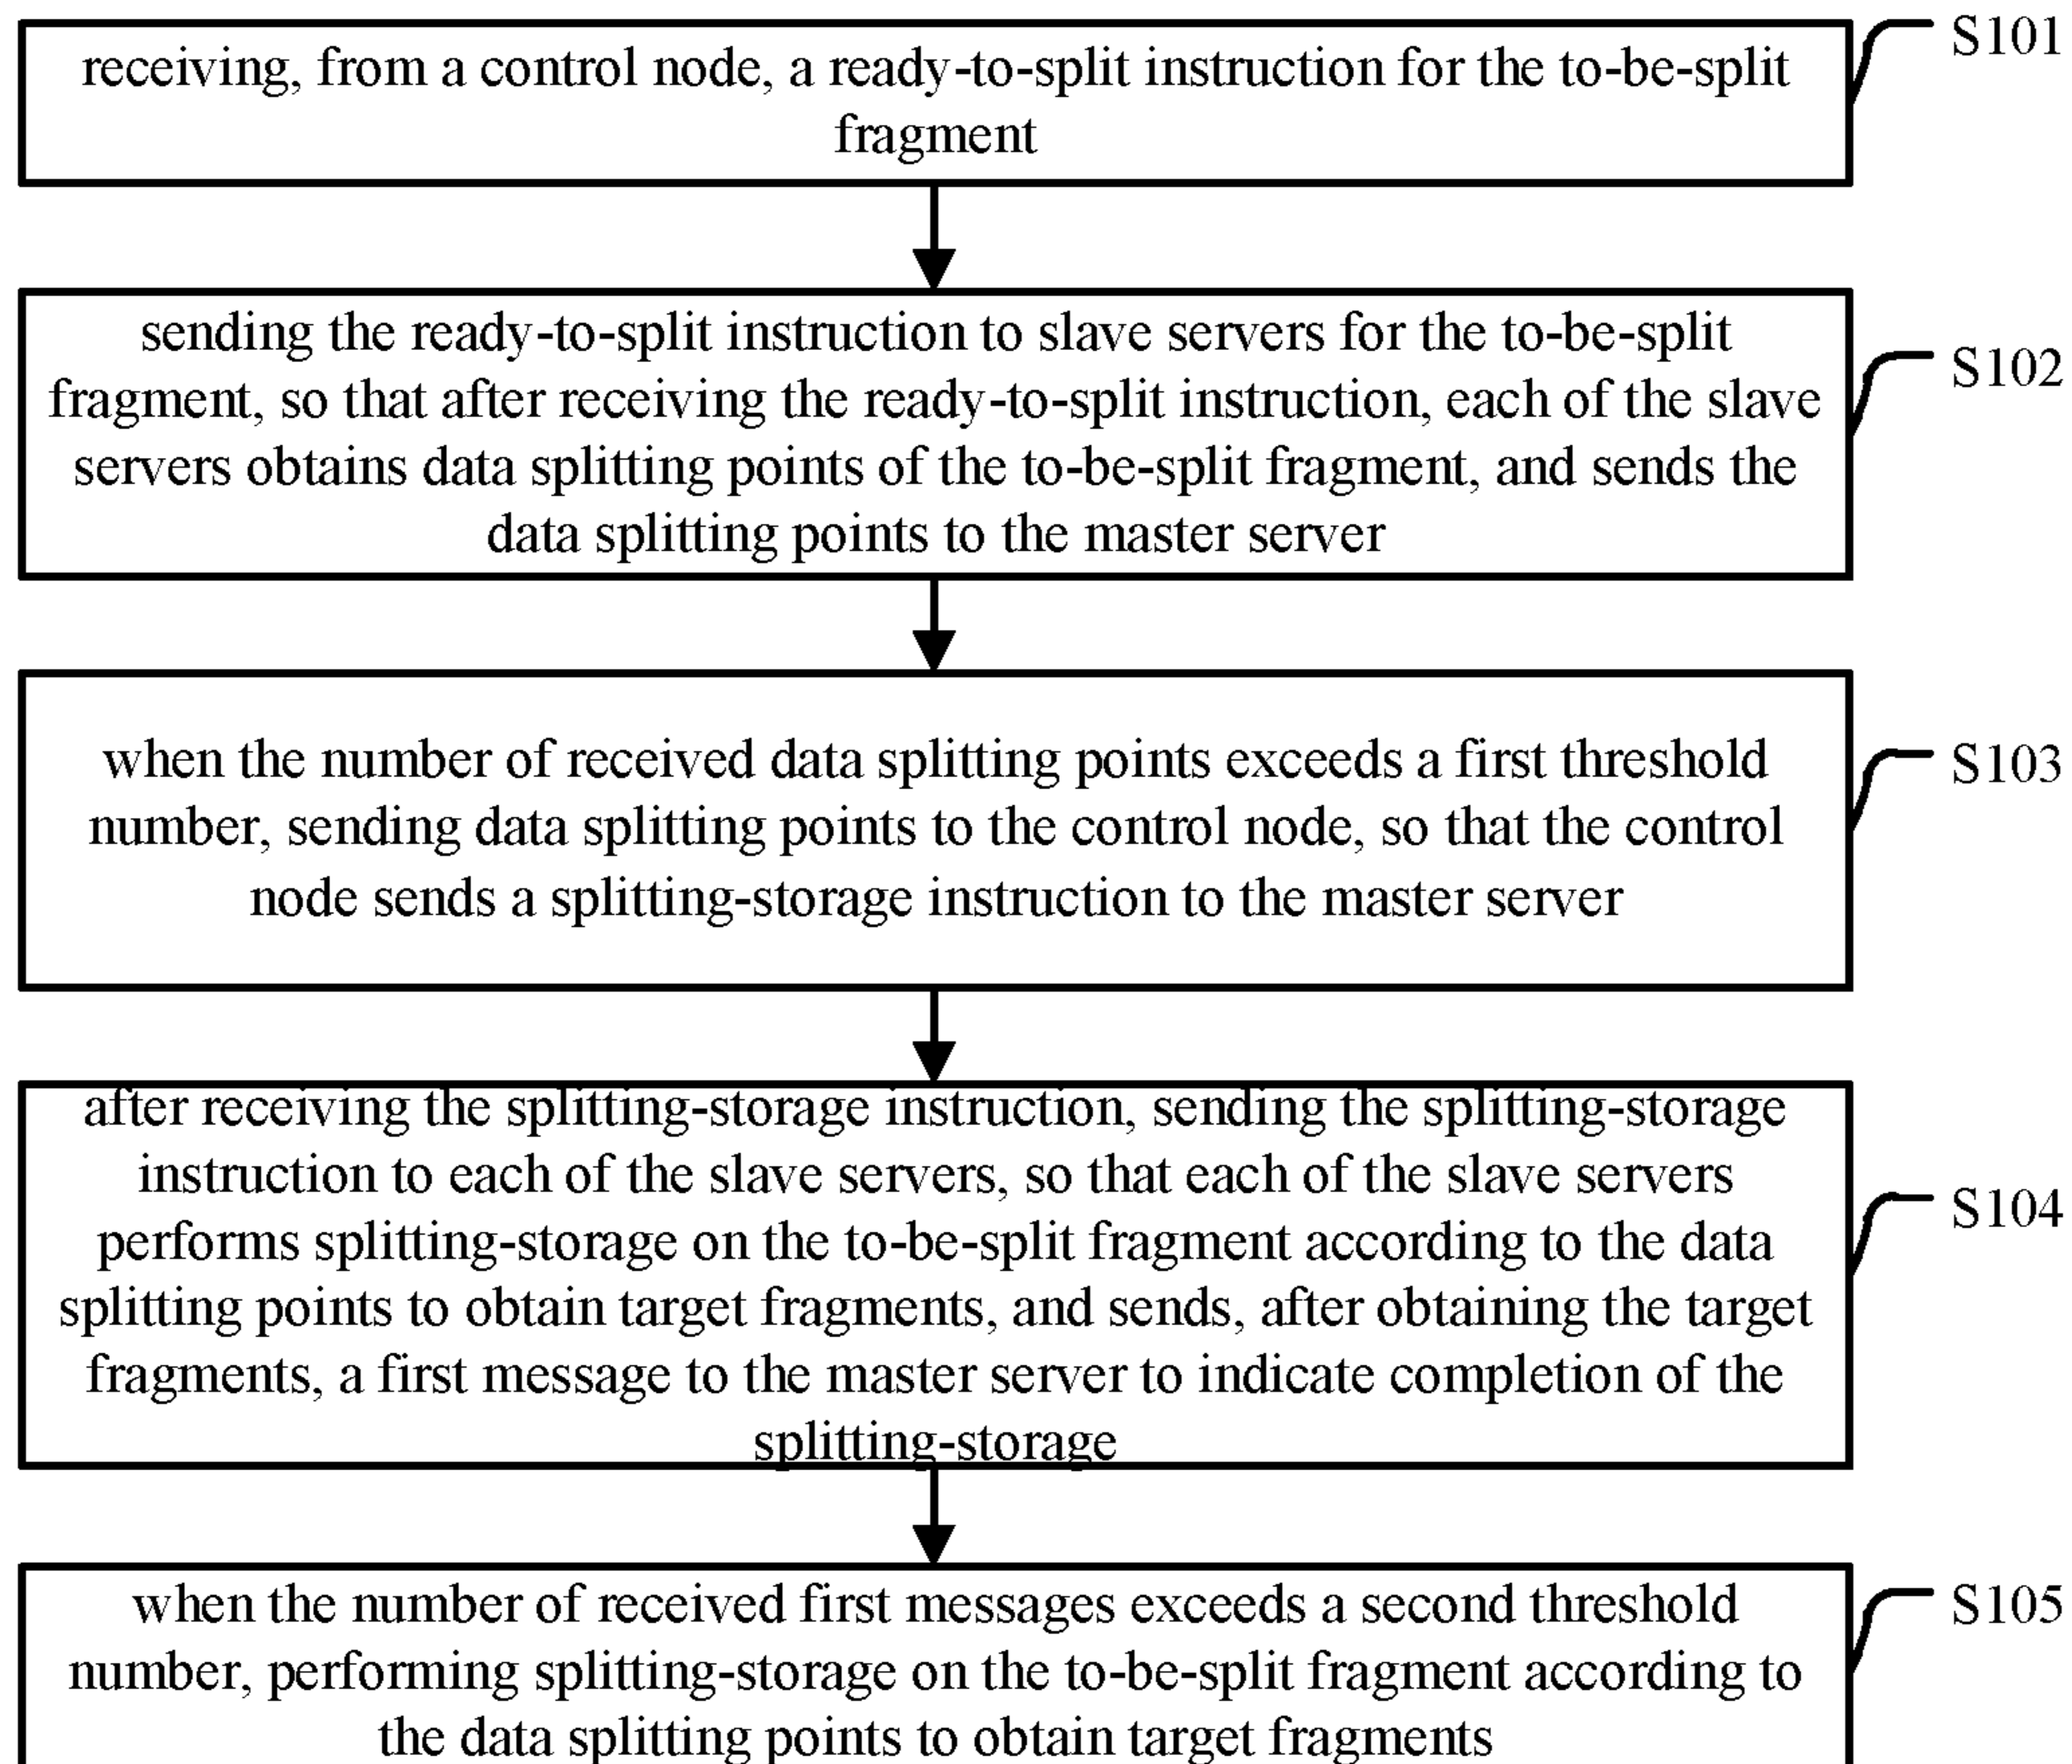 receiving, from a control node, a ready-to-split instruction for the to-be-split
fragment
S101
sending the ready-to-split instruction to slave servers for the to-be-split
fragment, so that after receiving the ready-to-split instruction, each of the slave
servers obtains data splitting points of the to-be-split fragment, and sends the
data splitting points to the master server
S102
when the number of received data splitting points exceeds a first threshold
number, sending data splitting points to the control node, so that the control
node sends a splitting-storage instruction to the master server
S103
after receiving the splitting-storage instruction, sending the splitting-storage
instruction to each of the slave servers, so that each of the slave servers
performs splitting-storage on the to-be-split fragment according to the data
splitting points to obtain target fragments, and sends, after obtaining the target
fragments, a first message to the master server to indicate completion of the
splitting-storage
S104
when the number of received first messages exceeds a second threshold
number, performing splitting-storage on the to-be-split fragment according to
the data splitting points to obtain target fragments
S105